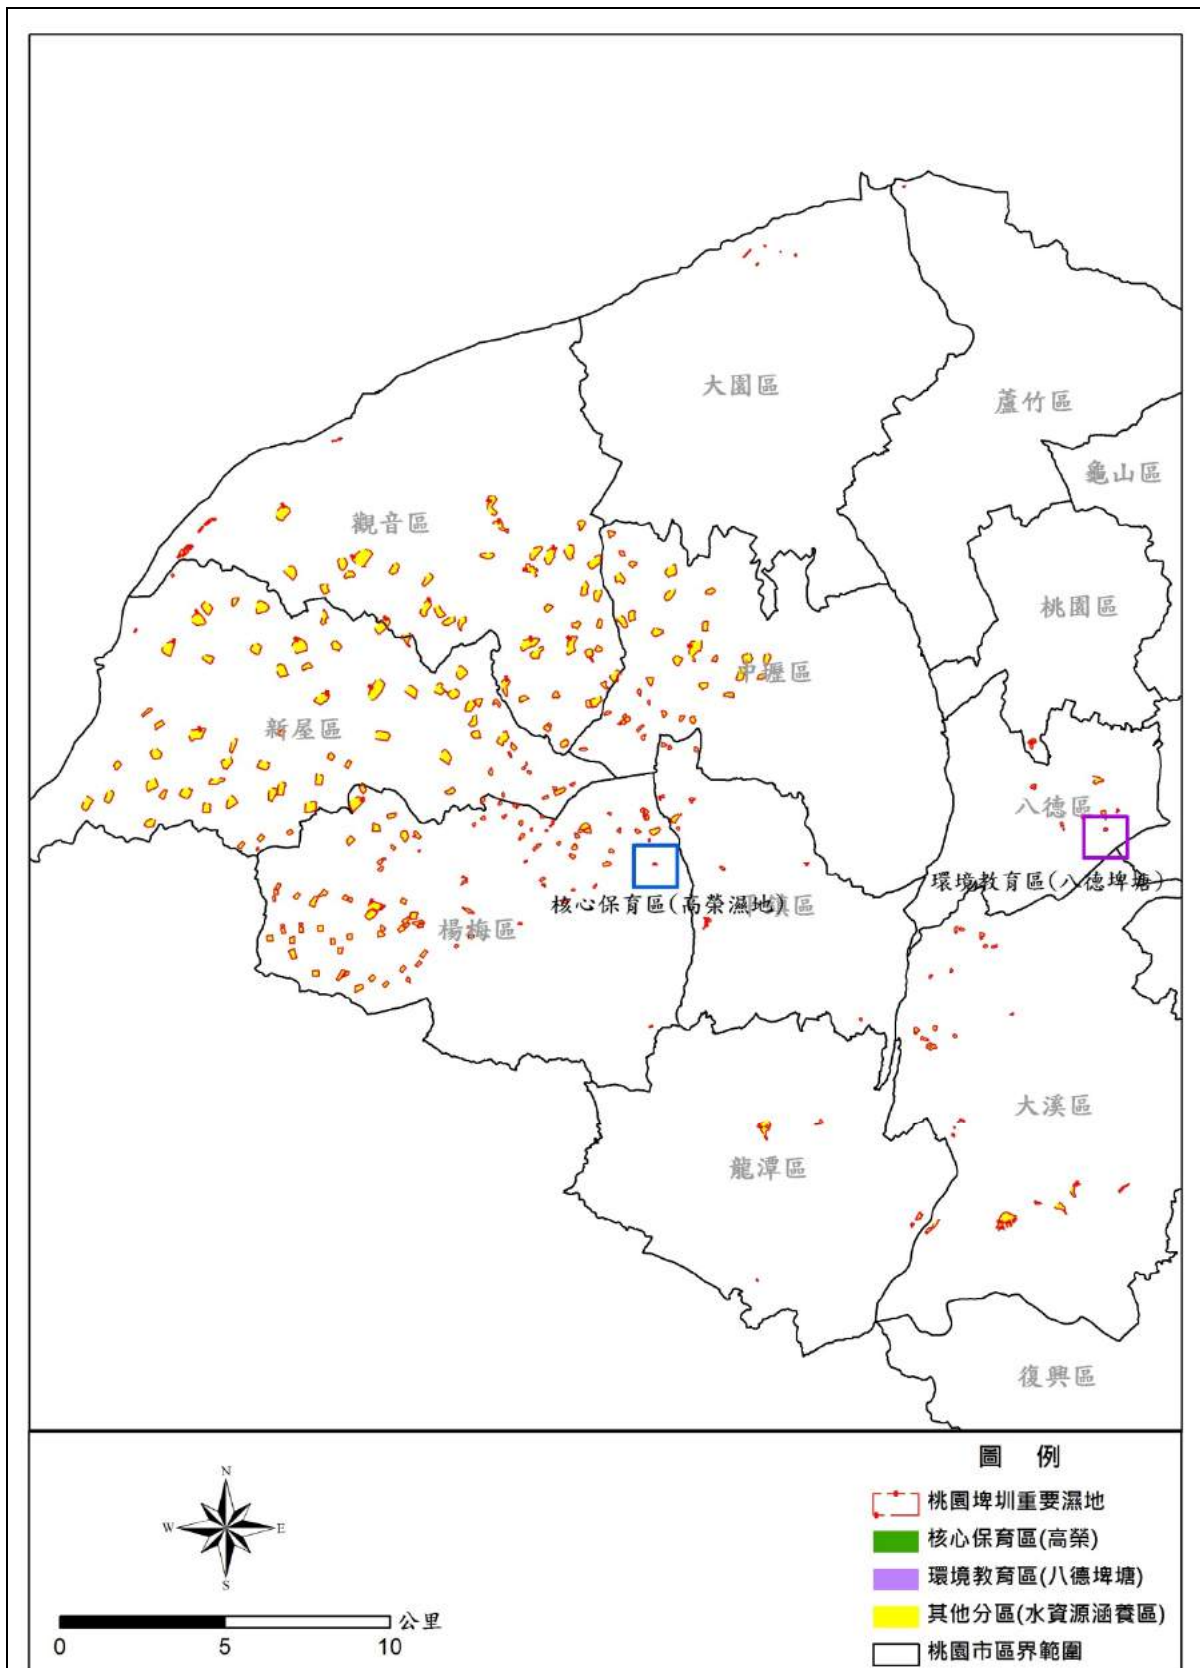 大園區
蘆竹區
龜山區
觀音區
桃園區
中壢區
新屋區
八德區
環境教育區(八德埤塘)
核心保育區(高榮濕地)
平鎮區
楊梅區
大溪區
龍潭區
復興區
圖 例
N
W E
S
桃園埤圳重要濕地
核心保育區(高榮)
環境教育區(八德埤塘)
其他分區(水資源涵養區)
桃園市區界範圍
公里
0 5 10